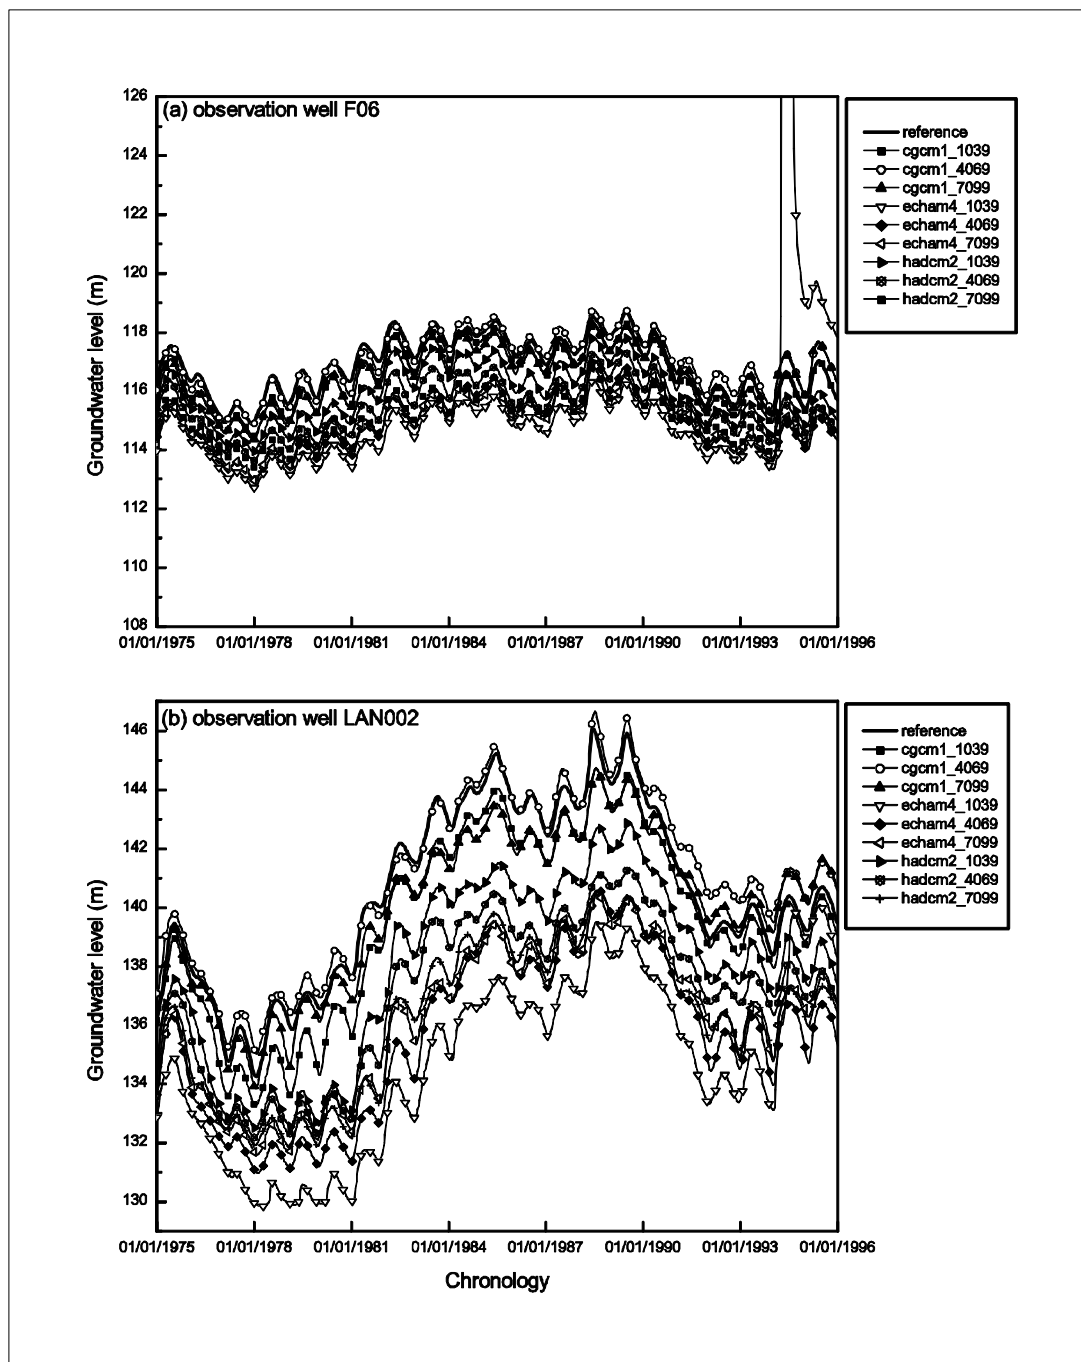 (a) observation well F06
126
124
122
120
118
116
114
112
110
108
Groundwater level (m)
01/01/1975 01/01/1978 01/01/1981 01/01/1984 01/01/1987 01/01/1990 01/01/1993 01/01/1996
reference
cgcm1_1039
cgcm1_4069
cgcm1_7099
echam4_1039
echam4_4069
echam4_7099
hadcm2_1039
hadcm2_4069
hadcm2_7099
(b) observation well LAN002
146
144
142
140
138
136
134
132
130
Groundwater level (m)
01/01/1975 01/01/1978 01/01/1981 01/01/1984 01/01/1987 01/01/1990 01/01/1993 01/01/1996
Chronology
reference
cgcm1_1039
cgcm1_4069
cgcm1_7099
echam4_1039
echam4_4069
echam4_7099
hadcm2_1039
hadcm2_4069
hadcm2_7099